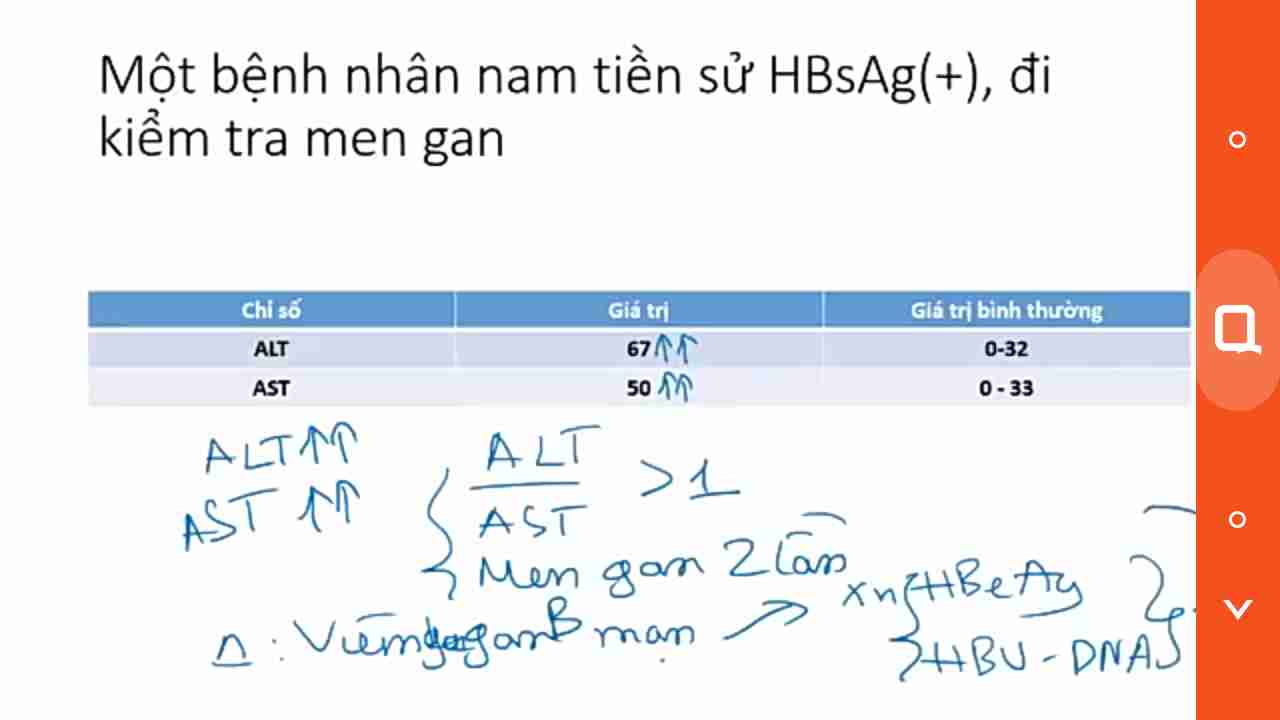 Một bệnh nhân nam tiền sử HBsAg(+), đi
kiểm tra men gan
Chỉ số Giá trị Giá trị bình thường
ALT 67↑↑ 0-32
AST 50↑↑ 0 - 33
ALT↑↑
AST ↑↑
ALT
AST
> 1
Men gan 2 lần
Δ : Viêm gan B mạn → xn
HBeAg
HBV - DNA